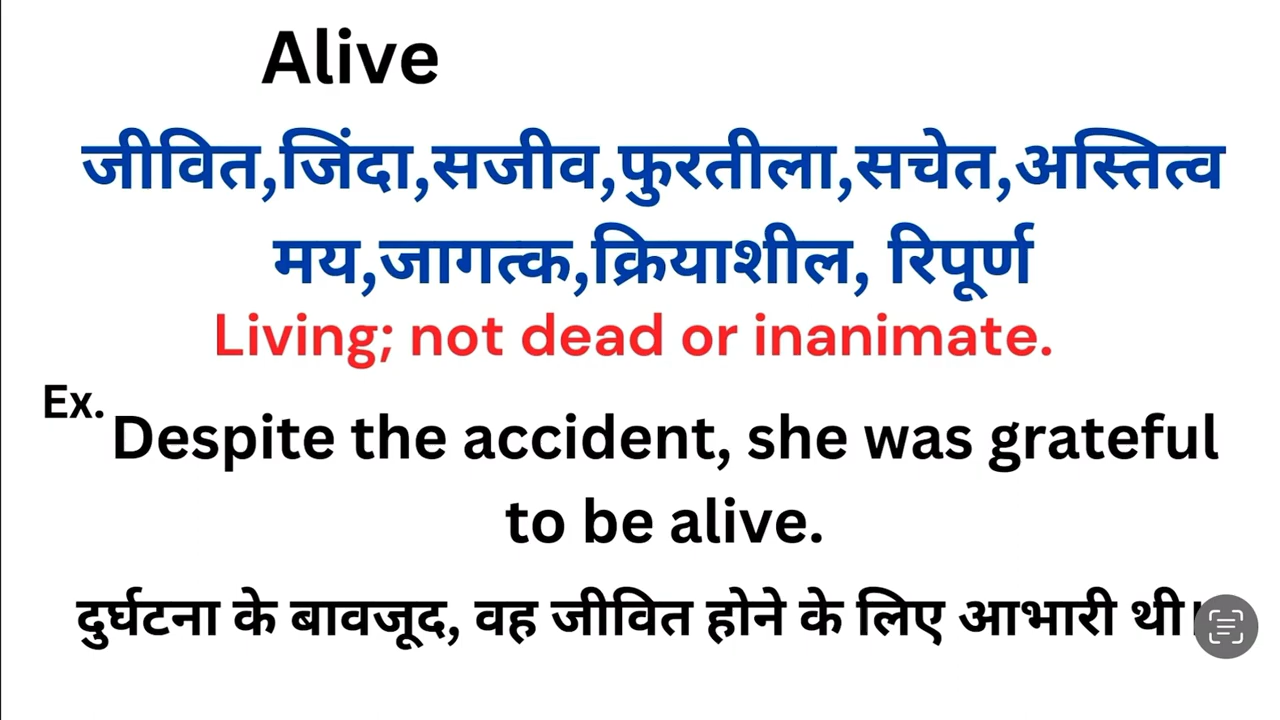 Alive
जीवित,जिंदा,सजीव,फुरतीला,सचेत,अस्तित्व
मय,जागत्क,क्रियाशील, रिपूर्ण
Living; not dead or inanimate.
Ex.
Despite the accident, she was grateful
to be alive.
दुर्घटना के बावजूद, वह जीवित होने के लिए आभारी थी।